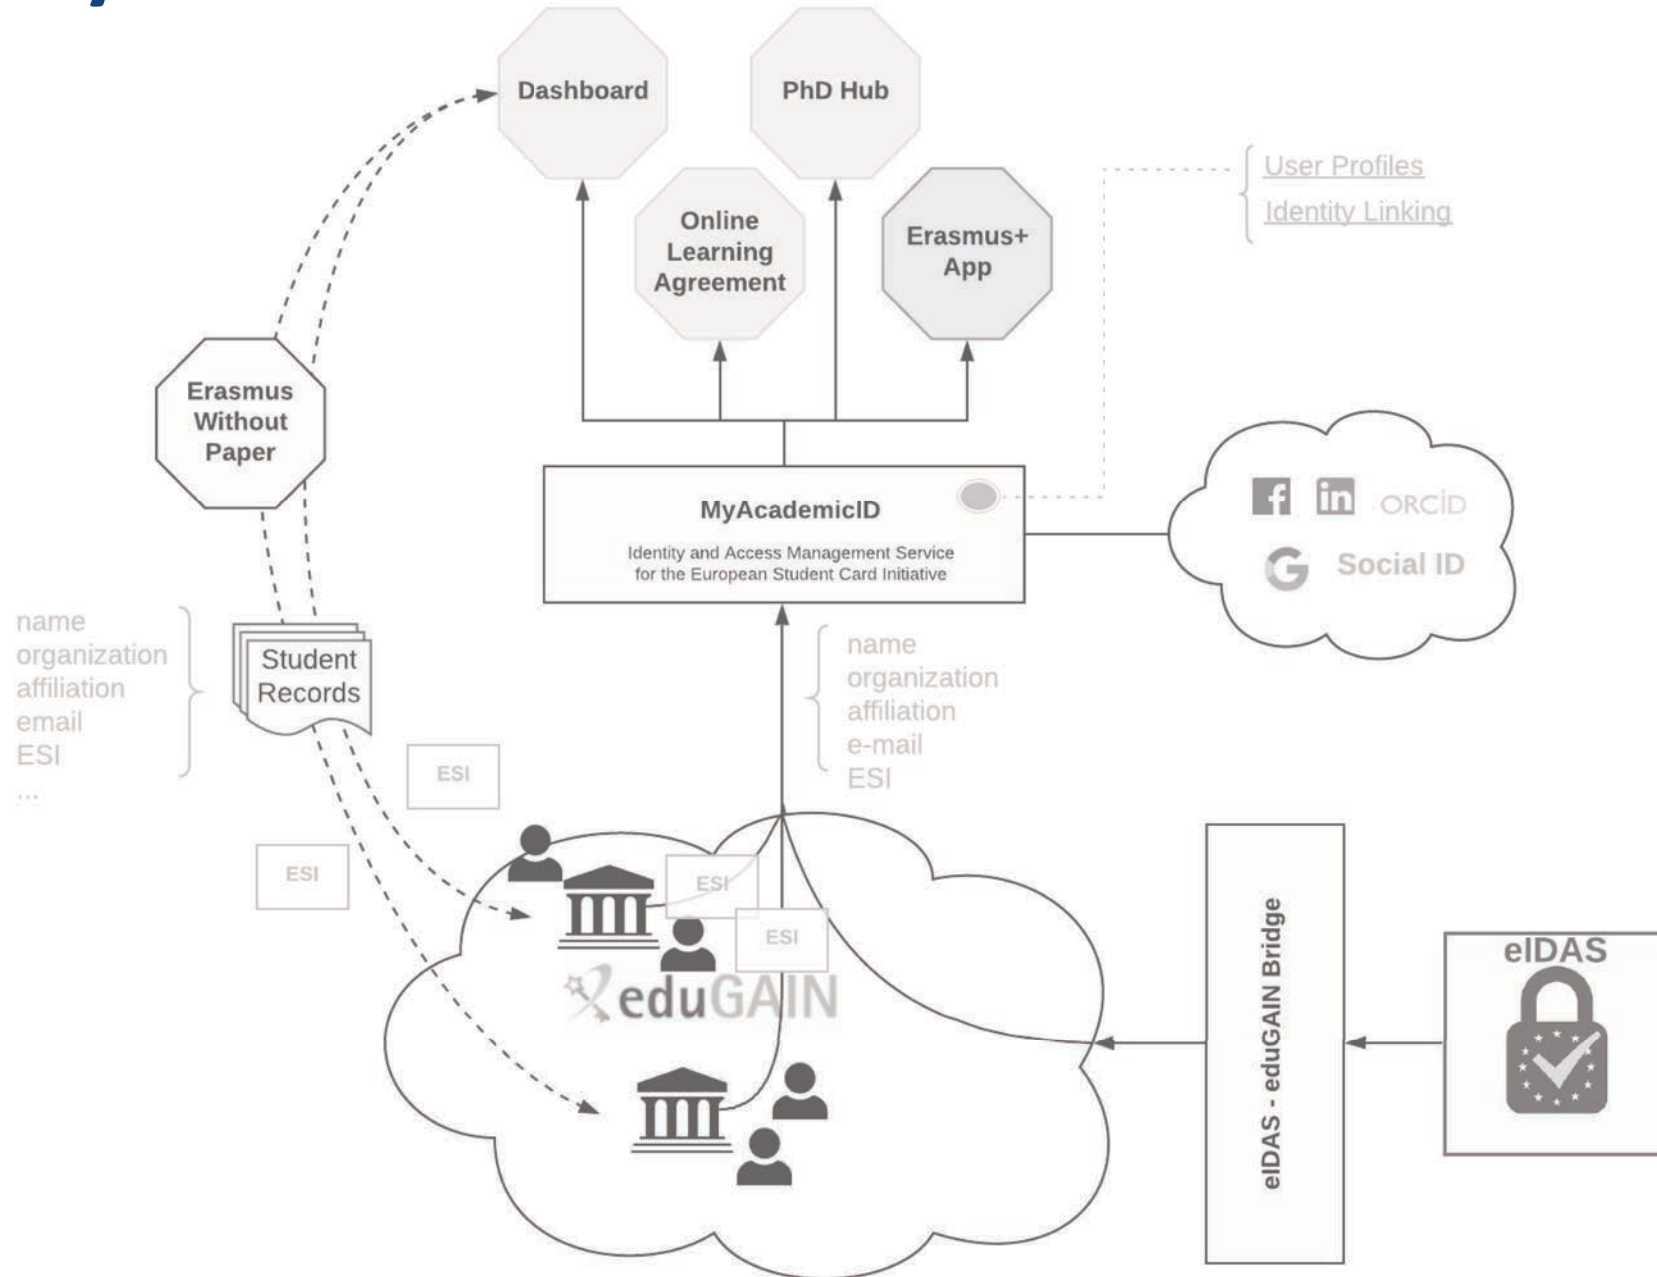 Dashboard
PhD Hub
User Profiles
Identity Linking
Online
Learning
Agreement
Erasmus+
App
Erasmus
Without
Paper
MyAcademicID
Identity and Access Management Service
for the European Student Card Initiative
f in ORCiD
G Social ID
name
organization
affiliation
email
ESI
...
Student
Records
name
organization
affiliation
e-mail
ESI
ESI
ESI
ESI
ESI
eduGAIN
eIDAS - eduGAIN Bridge
eIDAS